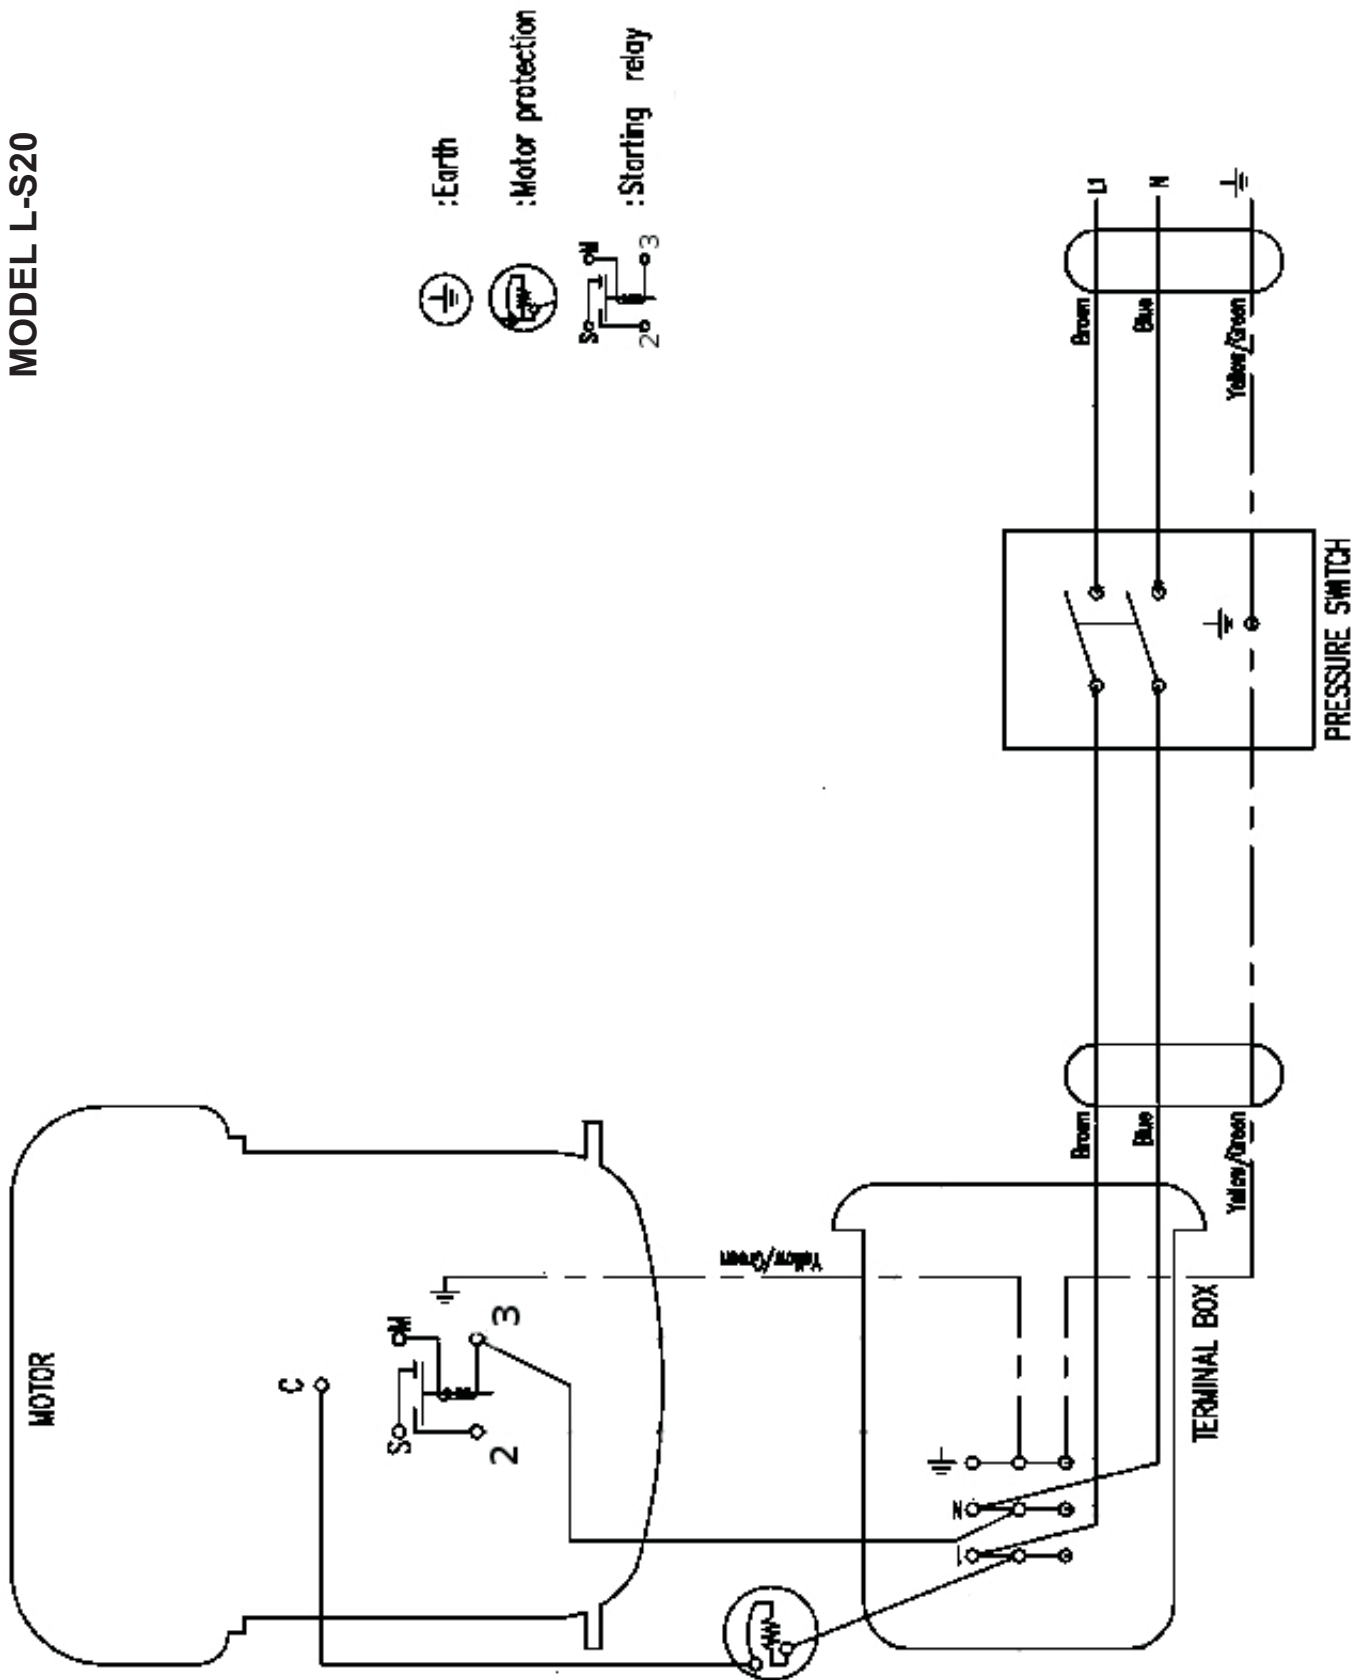 MODEL L-S20
:Earth
:Motor protection
:Starting relay
S
M
2
3
MOTOR
C
S
M
2
3
Yellow/Green
L
N
TERMINAL BOX
Brown
Blue
Yellow/Green
PRESSURE SWITCH
Brown
Blue
Yellow/Green
L1
N